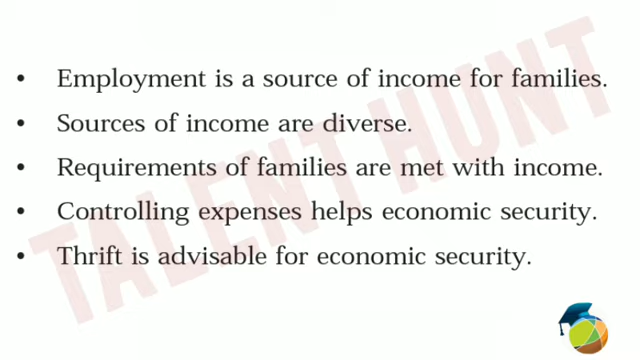 • Employment is a source of income for families.
• Sources of income are diverse.
• Requirements of families are met with income.
• Controlling expenses helps economic security.
• Thrift is advisable for economic security.
TALENT HUNT